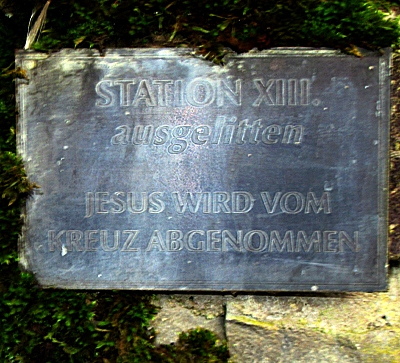 STATION XIII.
ausgelitten
JESUS WIRD VOM
KREUZ ABGENOMMEN